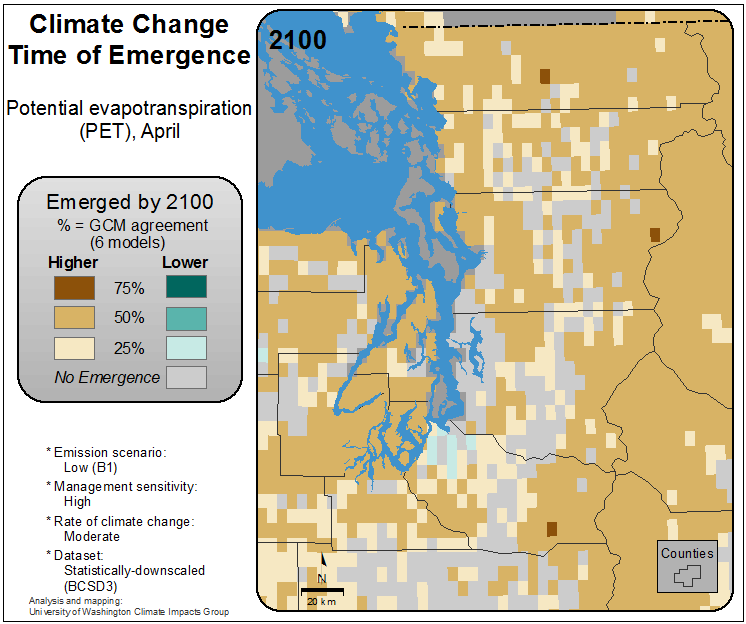 Climate Change
Time of Emergence
Potential evapotranspiration
(PET), April
Emerged by 2100
% = GCM agreement
(6 models)
Higher Lower
75%
50%
25%
No Emergence
* Emission scenario:
Low (B1)
* Management sensitivity:
High
* Rate of climate change:
Moderate
* Dataset:
Statistically-downscaled
(BCSD3)
Analysis and mapping:
University of Washington Climate Impacts Group
2100
N
20 km
Counties